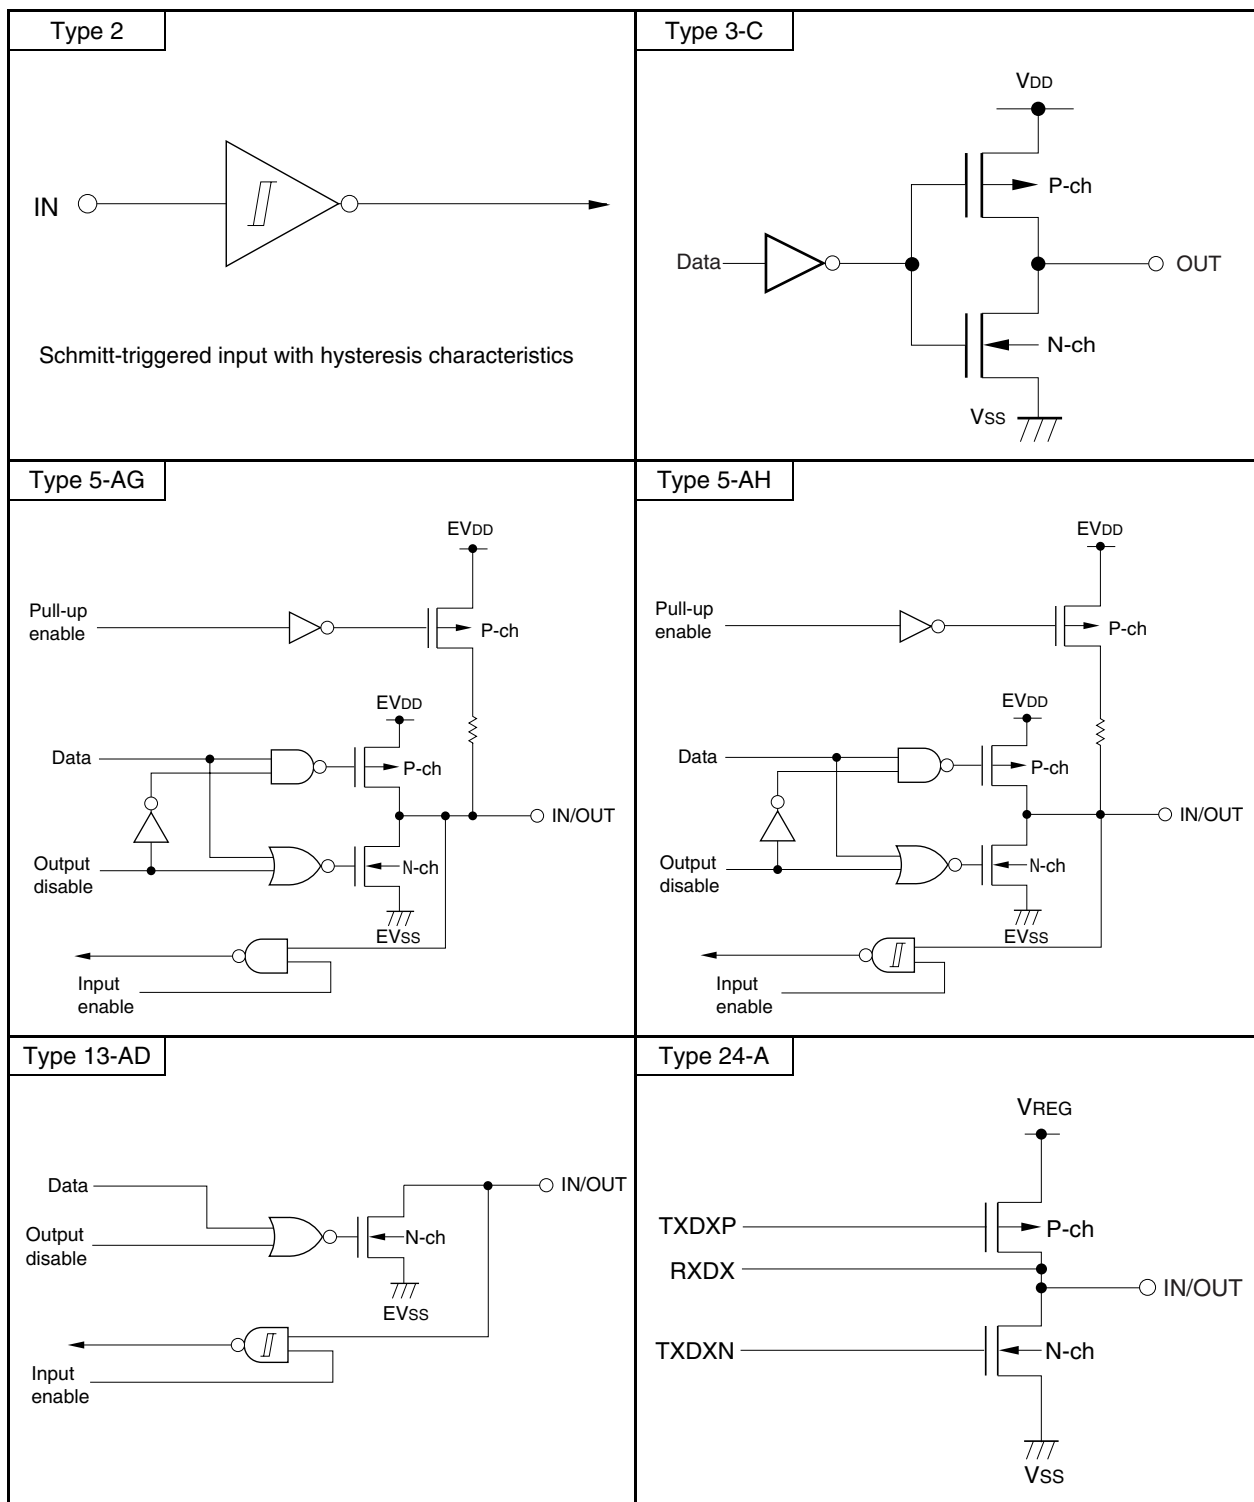 Type 2
IN
Schmitt-triggered input with hysteresis characteristics
Type 3-C
VDD
P-ch
Data
OUT
N-ch
VSS
Type 5-AG
EVDD
Pull-up
enable
P-ch
EVDD
Data
P-ch
IN/OUT
Output
disable
N-ch
EVSS
Input
enable
Type 5-AH
EVDD
Pull-up
enable
P-ch
EVDD
Data
P-ch
IN/OUT
Output
disable
N-ch
EVSS
Input
enable
Type 13-AD
Data
IN/OUT
Output
disable
N-ch
EVSS
Input
enable
Type 24-A
VREG
TXDXP
P-ch
RXDX
IN/OUT
TXDXN
N-ch
VSS